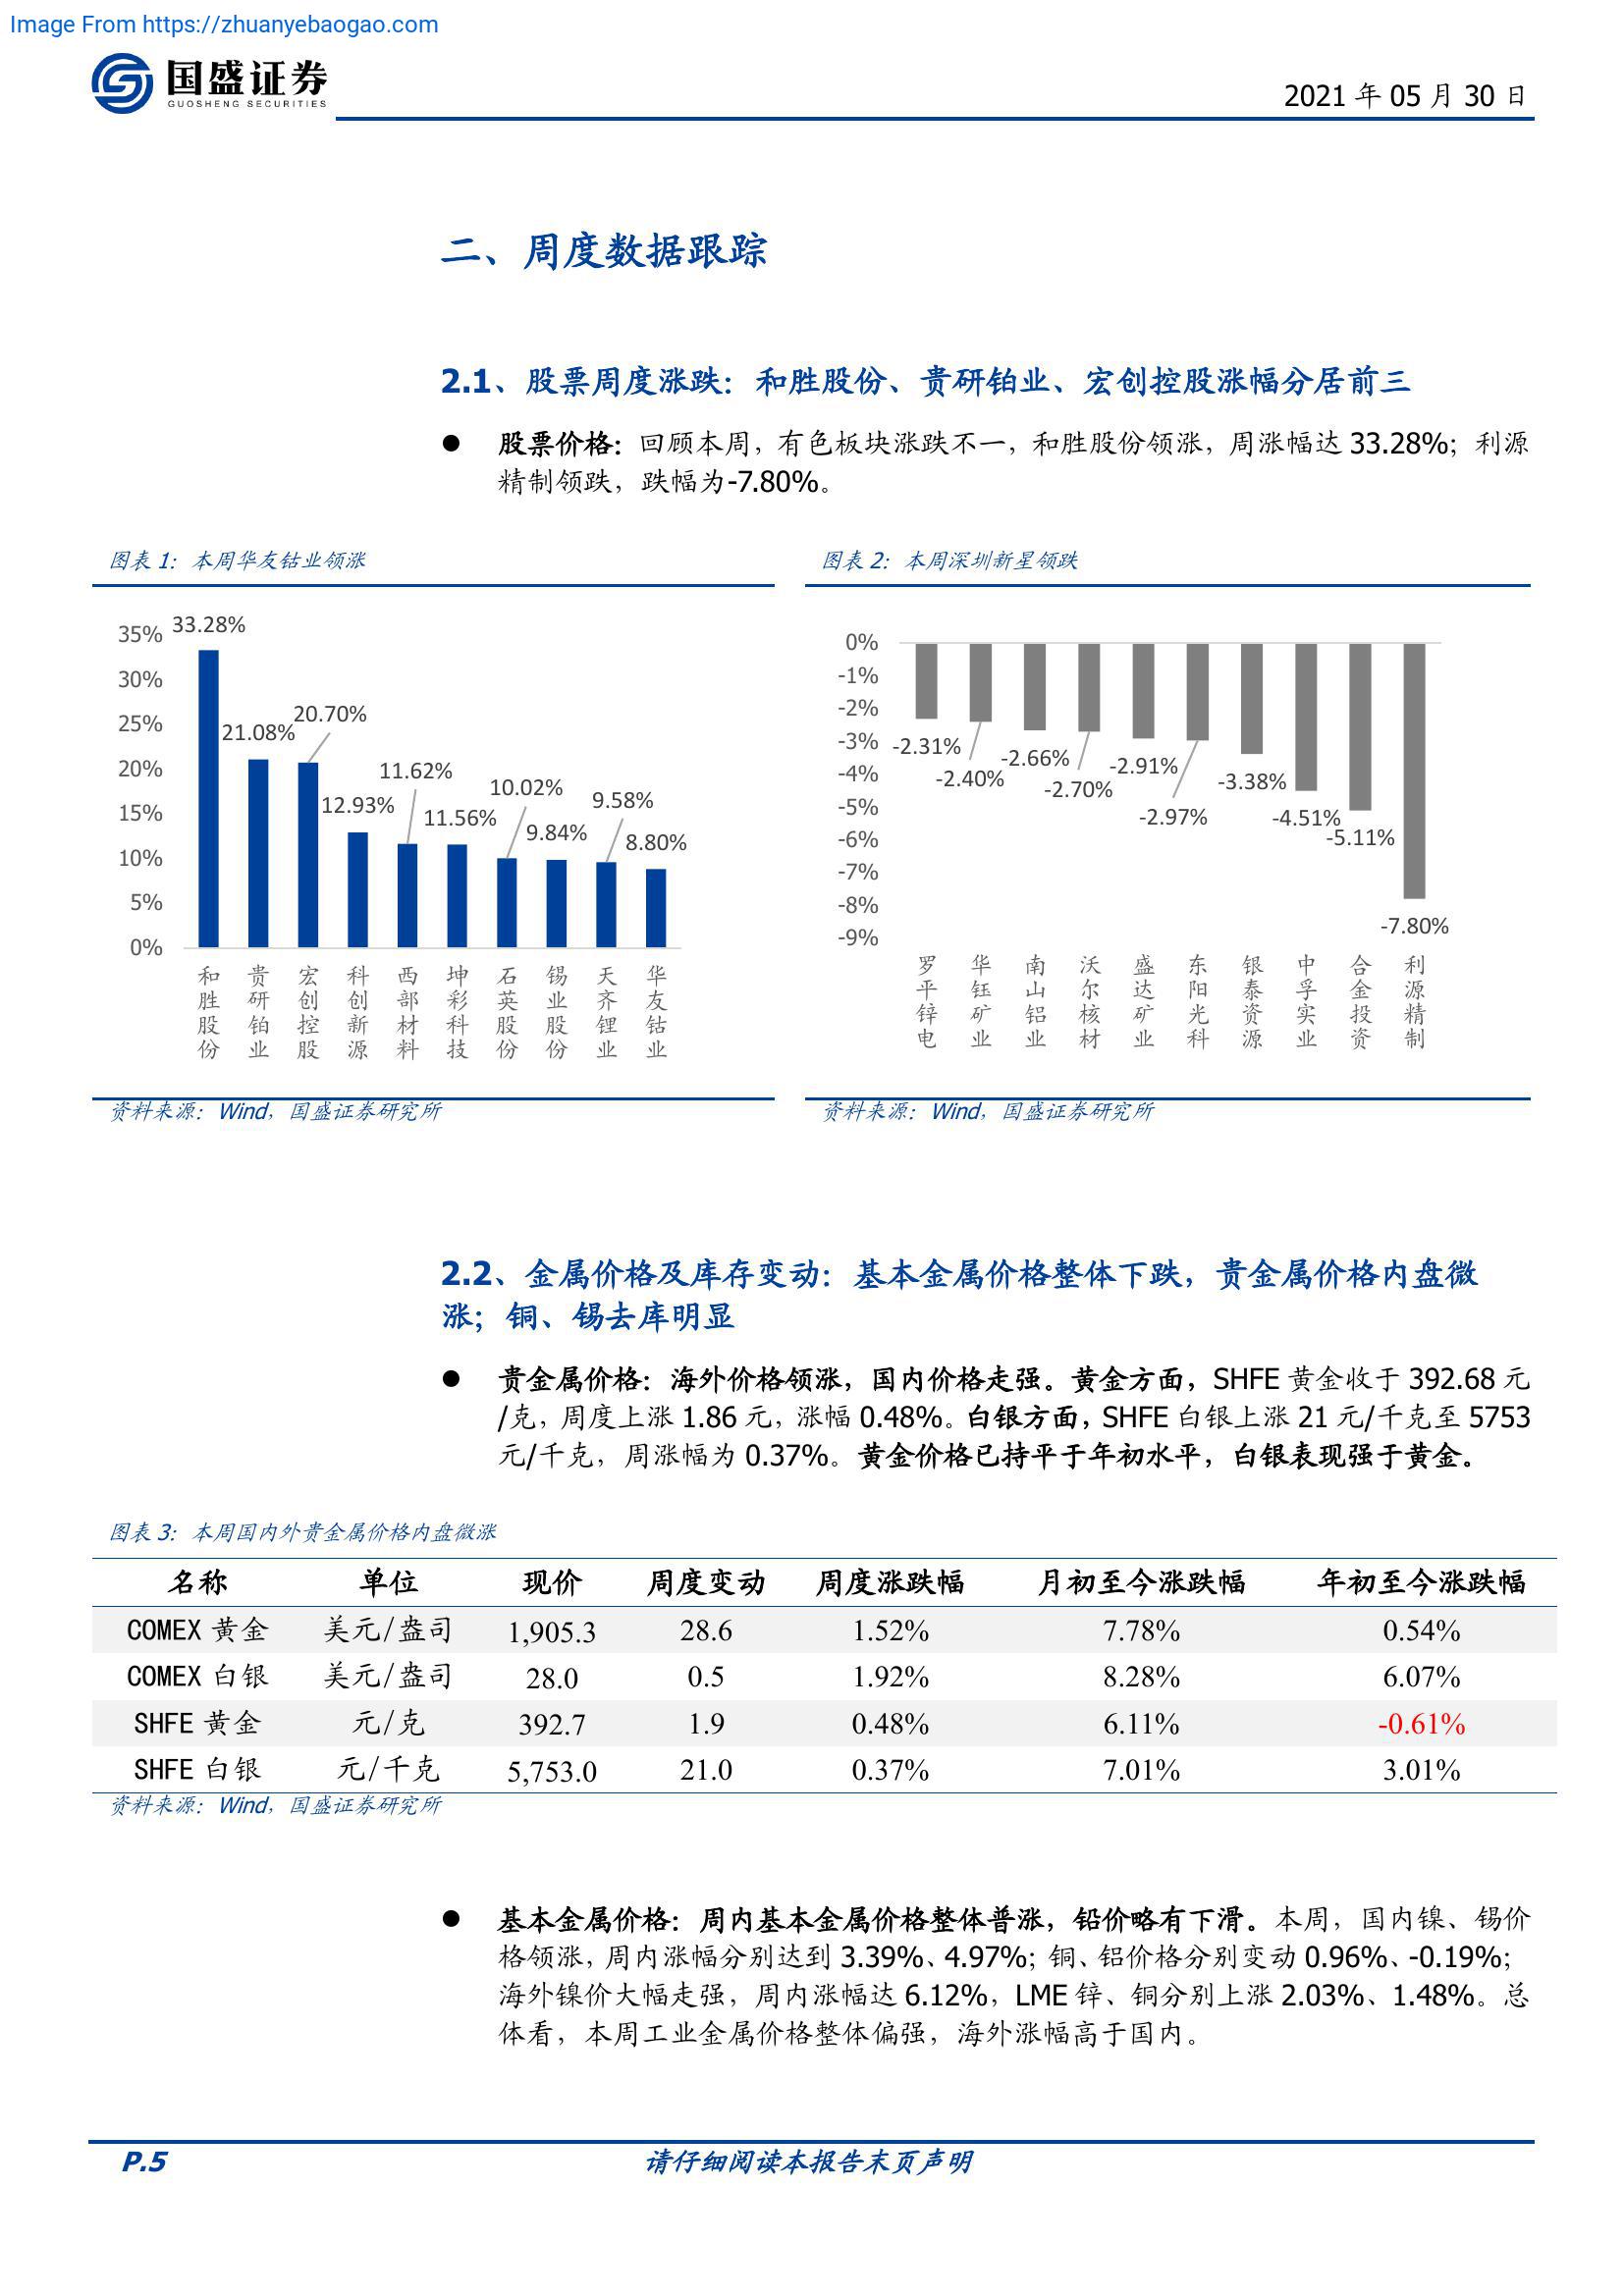 Image From https://zhuanyebaogao.com
国盛证券
GUOSHENG SECURITIES
2021 年 05 月 30 日
二、周度数据跟踪
2.1、股票周度涨跌：和胜股份、贵研铂业、宏创控股涨幅分居前三
● 股票价格：回顾本周，有色板块涨跌不一，和胜股份领涨，周涨幅达 33.28%；利源
精制领跌，跌幅为-7.80%。
图表 1：本周华友钴业领涨
35%
30%
25%
20%
15%
10%
5%
0%
33.28%
21.08%
20.70%
12.93%
11.62%
11.56%
10.02%
9.84%
9.58%
8.80%
和胜股份
贵研铂业
宏创控股
科创新源
西部材料
坤彩科技
石英股份
锡业股份
天齐锂业
华友钴业
资料来源：Wind，国盛证券研究所
图表 2：本周深圳新星领跌
0%
-1%
-2%
-3%
-4%
-5%
-6%
-7%
-8%
-9%
-2.31%
-2.40%
-2.66%
-2.70%
-2.91%
-2.97%
-3.38%
-4.51%
-5.11%
-7.80%
罗平锌电
华钰矿业
南山铝业
沃尔核材
盛达矿业
东阳光科
银泰资源
中孚实业
合金投资
利源精制
资料来源：Wind，国盛证券研究所
2.2、金属价格及库存变动：基本金属价格整体下跌，贵金属价格内盘微
涨；铜、锡去库明显
● 贵金属价格：海外价格领涨，国内价格走强。黄金方面，SHFE 黄金收于 392.68 元
/克，周度上涨 1.86 元，涨幅 0.48%。白银方面，SHFE 白银上涨 21 元/千克至 5753
元/千克，周涨幅为 0.37%。黄金价格已持平于年初水平，白银表现强于黄金。
图表 3：本周国内外贵金属价格内盘微涨
名称 单位 现价 周度变动 周度涨跌幅 月初至今涨跌幅 年初至今涨跌幅
COMEX 黄金 美元/盎司 1,905.3 28.6 1.52% 7.78% 0.54%
COMEX 白银 美元/盎司 28.0 0.5 1.92% 8.28% 6.07%
SHFE 黄金 元/克 392.7 1.9 0.48% 6.11% -0.61%
SHFE 白银 元/千克 5,753.0 21.0 0.37% 7.01% 3.01%
资料来源：Wind，国盛证券研究所
● 基本金属价格：周内基本金属价格整体普涨，铅价略有下滑。本周，国内镍、锡价
格领涨，周内涨幅分别达到 3.39%、4.97%；铜、铝价格分别变动 0.96%、-0.19%；
海外镍价大幅走强，周内涨幅达 6.12%，LME 锌、铜分别上涨 2.03%、1.48%。总
体看，本周工业金属价格整体偏强，海外涨幅高于国内。
P.5
请仔细阅读本报告末页声明